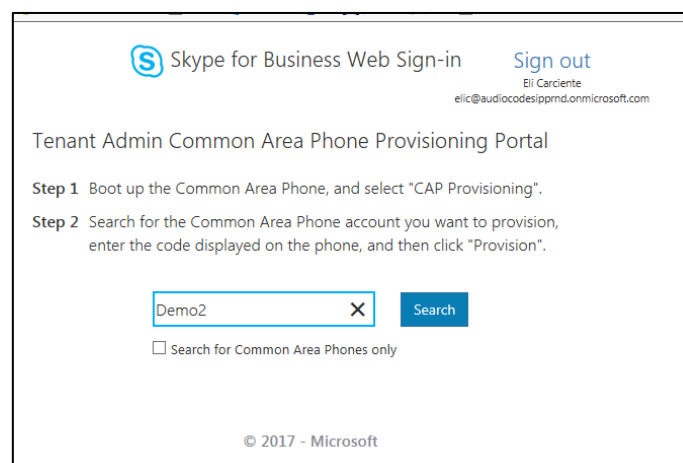 Skype for Business Web Sign-in
Sign out
Eli Carciente
elic@audiocodesipprnd.onmicrosoft.com
Tenant Admin Common Area Phone Provisioning Portal
Step 1 Boot up the Common Area Phone, and select "CAP Provisioning".
Step 2 Search for the Common Area Phone account you want to provision,
enter the code displayed on the phone, and then click "Provision".
Demo2
Search
Search for Common Area Phones only
© 2017 - Microsoft